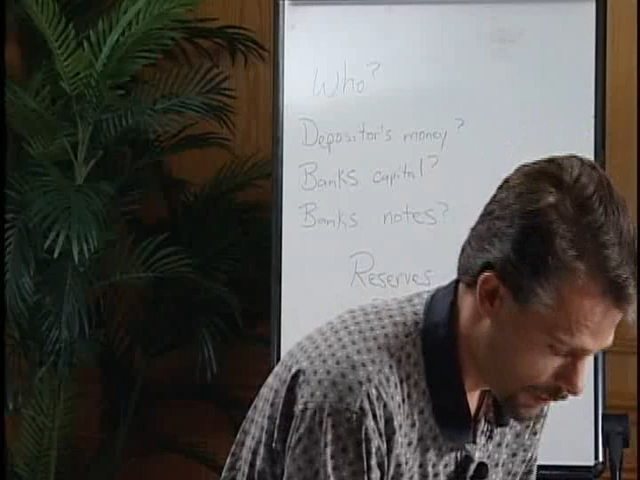 Who?
Depositor's money?
Banks capital?
Banks notes?
Reserves